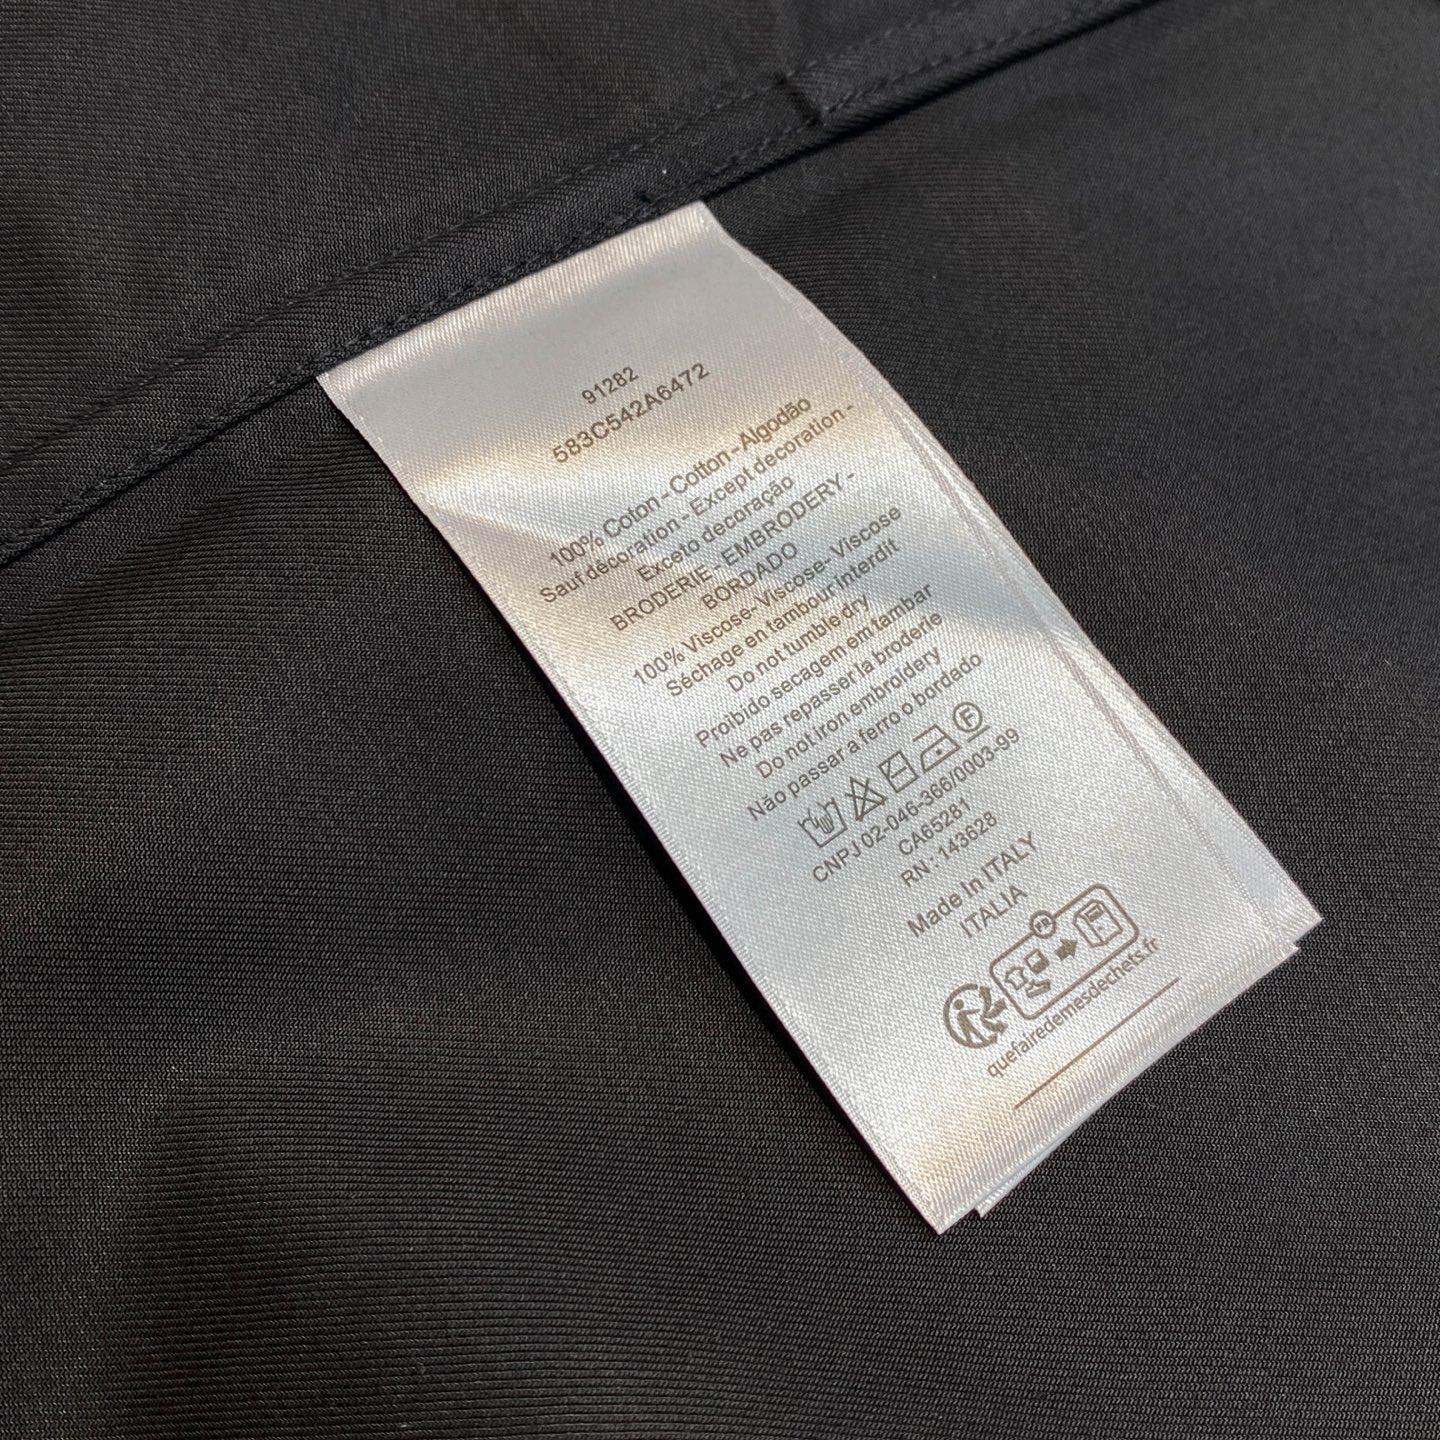 91282
583C542A6472
100% Coton - Cotton - Algodão
Sauf décoration - Except decoration -
Exceto decoração
BRODERIE - EMBRODERY -
BORDADO
100% Viscose- Viscose- Viscose
Séchage en tambour interdit
Do not tumble dry
Proibido secagem em tambar
Ne pas repasser la broderie
Do not iron embroidery
Não passar a ferro o bordado
F
CNPJ 02-046-366/0003-99
CA65281
RN : 143628
Made In ITALY
ITALIA
quefairedemesdechets.fr